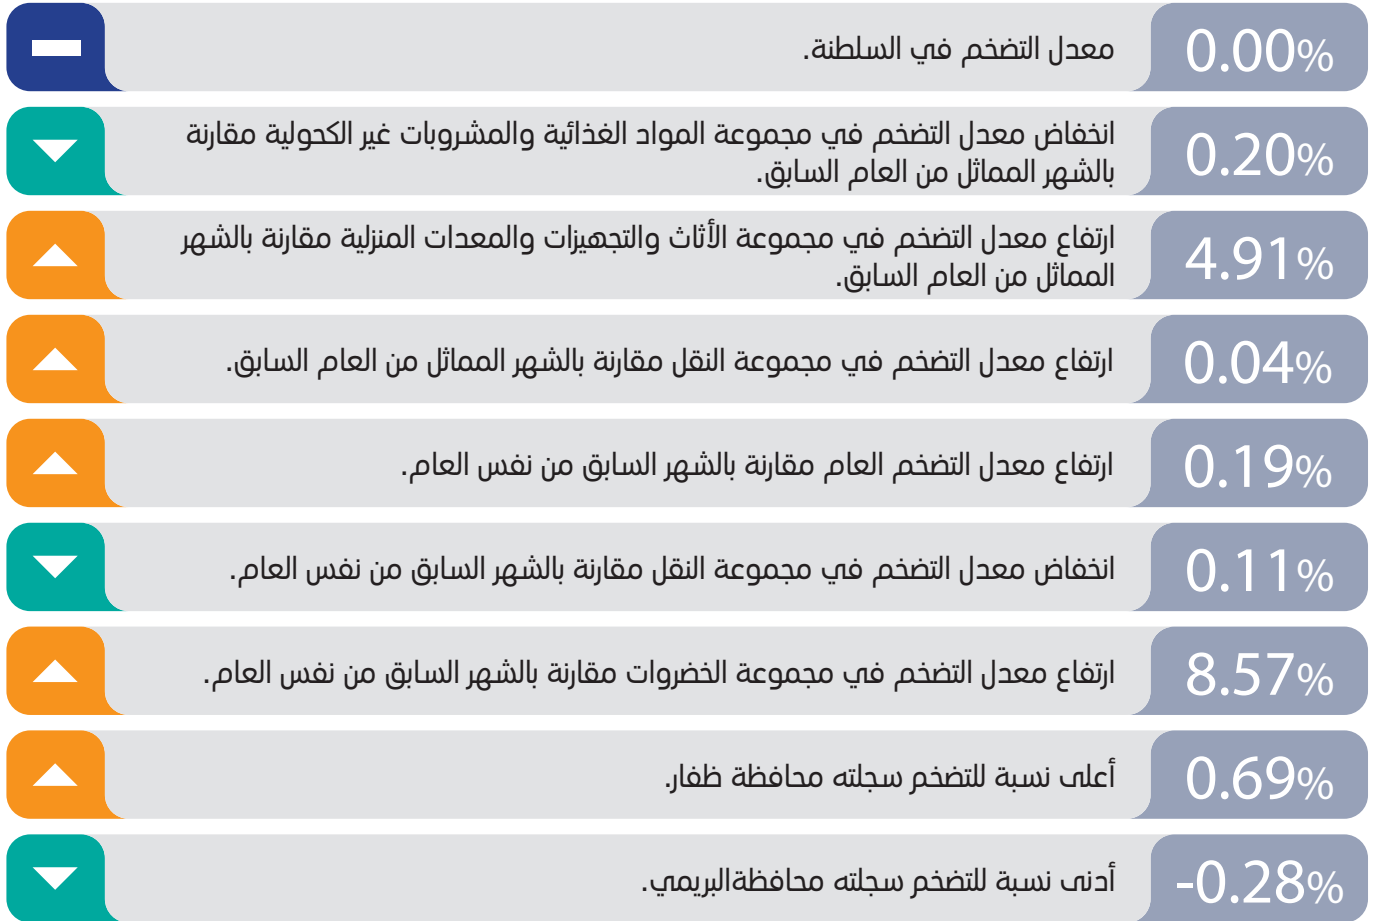 0.00%
معدل التضخم في السلطنة.
0.20%
انخفاض معدل التضخم في مجموعة المواد الغذائية والمشروبات غير الكحولية مقارنة
بالشهر المماثل من العام السابق.
4.91%
ارتفاع معدل التضخم في مجموعة الأثاث والتجهيزات والمعدات المنزلية مقارنة بالشهر
المماثل من العام السابق.
0.04%
ارتفاع معدل التضخم في مجموعة النقل مقارنة بالشهر المماثل من العام السابق.
0.19%
ارتفاع معدل التضخم العام مقارنة بالشهر السابق من نفس العام.
0.11%
انخفاض معدل التضخم في مجموعة النقل مقارنة بالشهر السابق من نفس العام.
8.57%
ارتفاع معدل التضخم في مجموعة الخضروات مقارنة بالشهر السابق من نفس العام.
0.69%
أعلى نسبة للتضخم سجلته محافظة ظفار.
-0.28%
أدنى نسبة للتضخم سجلته محافظةالبريمي.